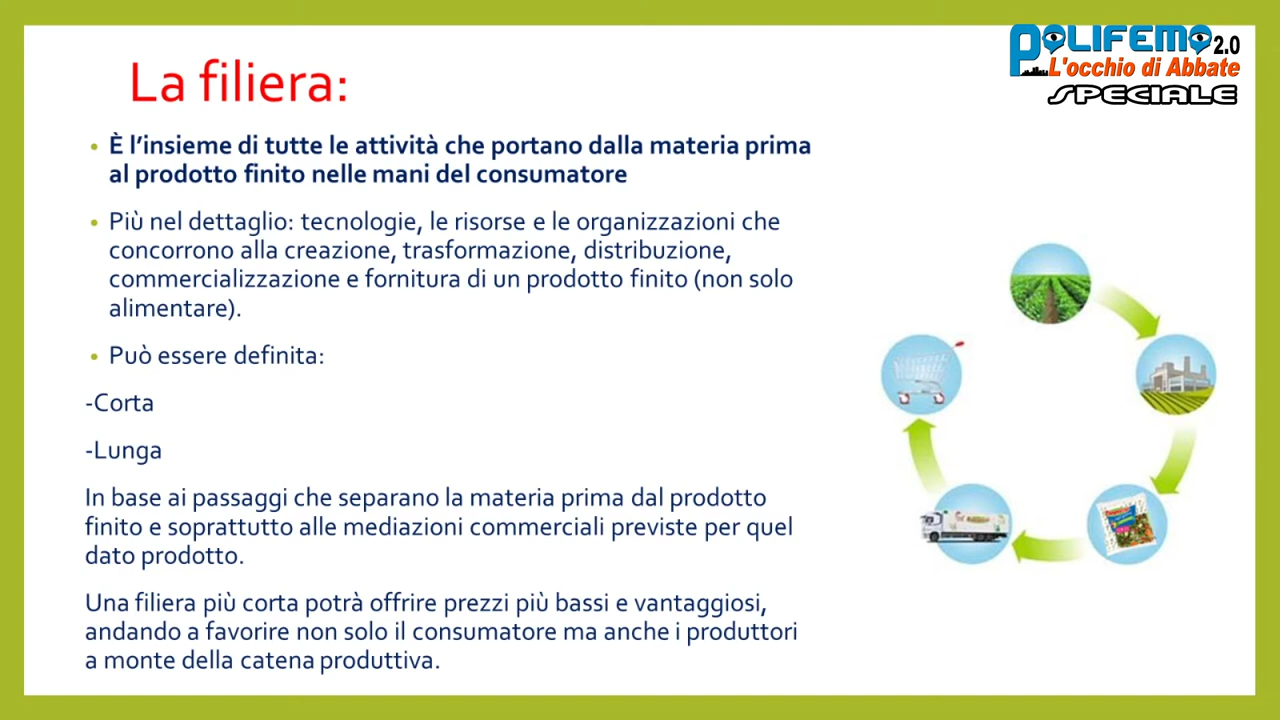 POLIFEMO 2.0
L'occhio di Abbate
SPECIALE
La filiera:
• È l'insieme di tutte le attività che portano dalla materia prima
al prodotto finito nelle mani del consumatore
• Più nel dettaglio: tecnologie, le risorse e le organizzazioni che
concorrono alla creazione, trasformazione, distribuzione,
commercializzazione e fornitura di un prodotto finito (non solo
alimentare).
• Può essere definita:
-Corta
-Lunga
In base ai passaggi che separano la materia prima dal prodotto
finito e soprattutto alle mediazioni commerciali previste per quel
dato prodotto.
Una filiera più corta potrà offrire prezzi più bassi e vantaggiosi,
andando a favorire non solo il consumatore ma anche i produttori
a monte della catena produttiva.